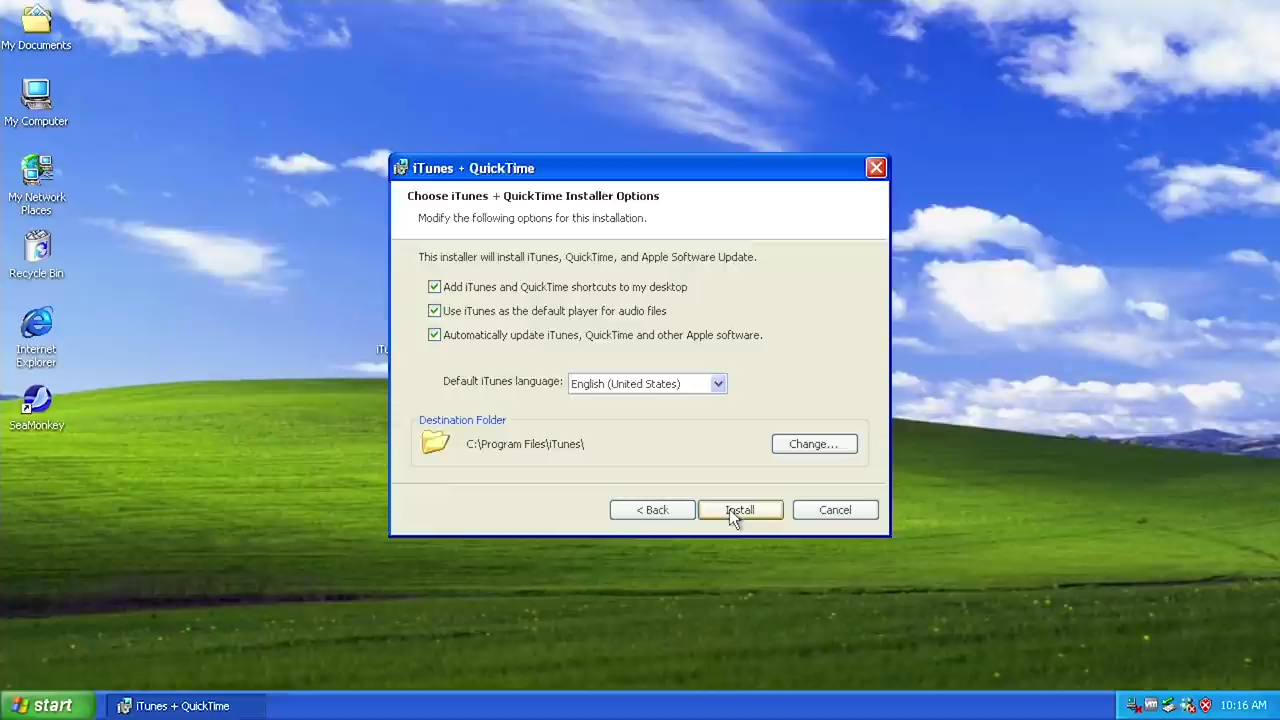 My Documents
My Computer
My Network
Places
Recycle Bin
Internet
Explorer
SeaMonkey
iTunes + QuickTime
Choose iTunes + QuickTime Installer Options
Modify the following options for this installation.
This installer will install iTunes, QuickTime, and Apple Software Update.
Add iTunes and QuickTime shortcuts to my desktop
Use iTunes as the default player for audio files
Automatically update iTunes, QuickTime and other Apple software.
Default iTunes language: English (United States)
Destination Folder
C:\Program Files\iTunes\
Change...
< Back
Install
Cancel
start
iTunes + QuickTime
10:16 AM